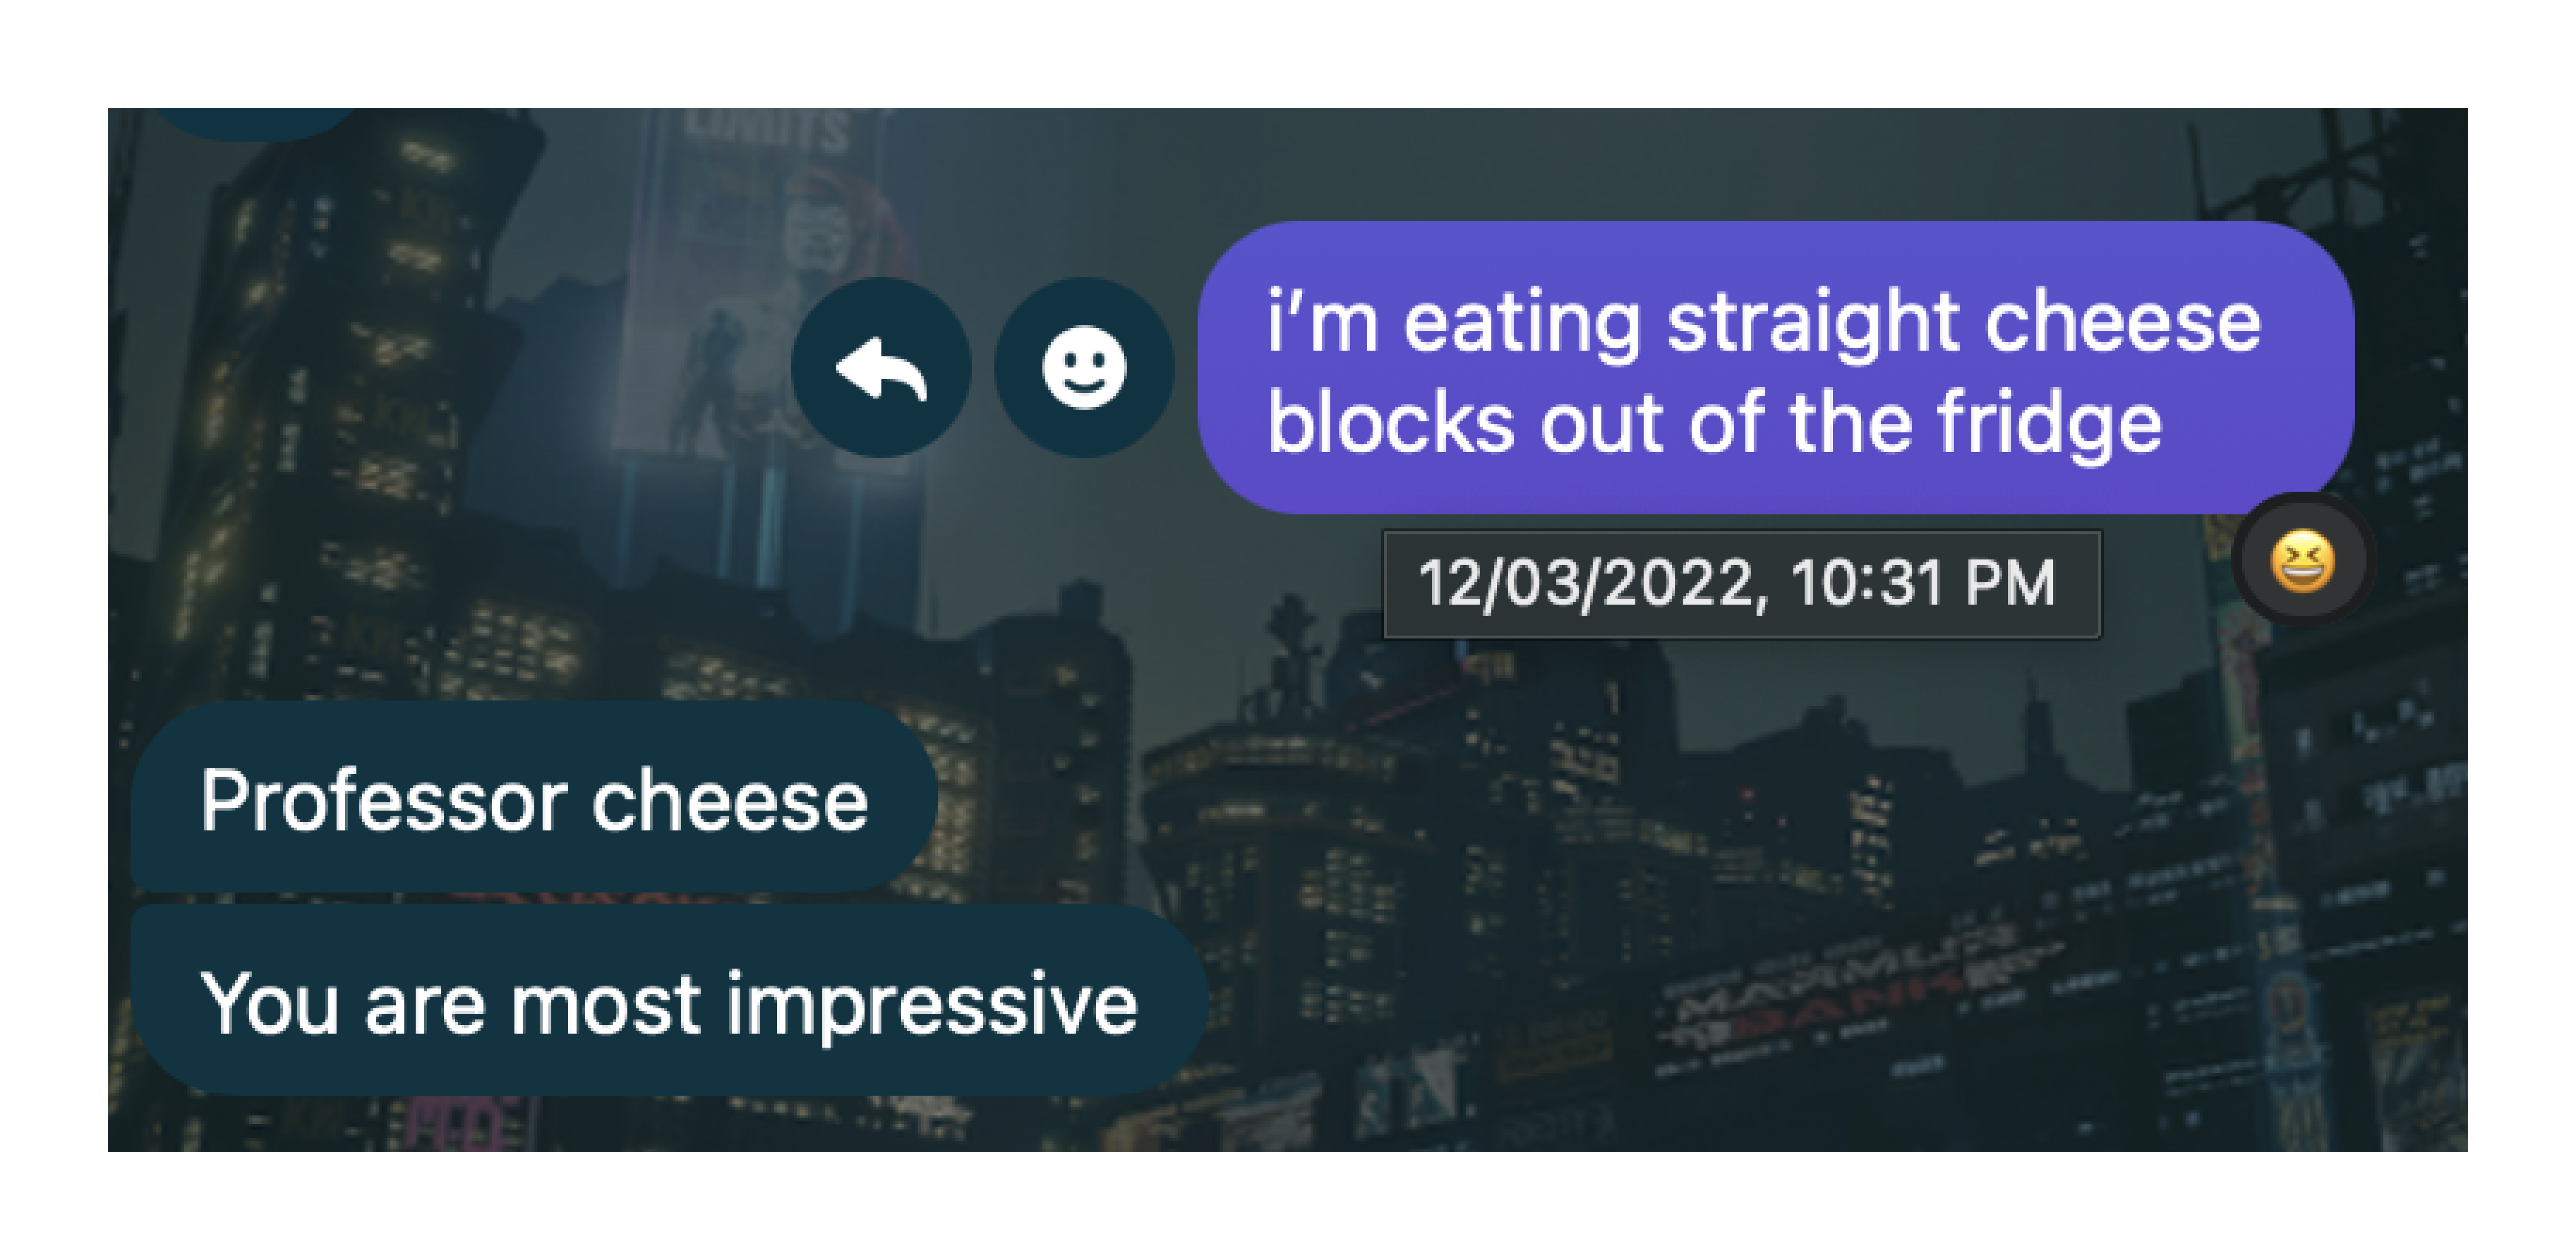 LIMITS
i’m eating straight cheese
blocks out of the fridge
12/03/2022, 10:31 PM
Professor cheese
You are most impressive